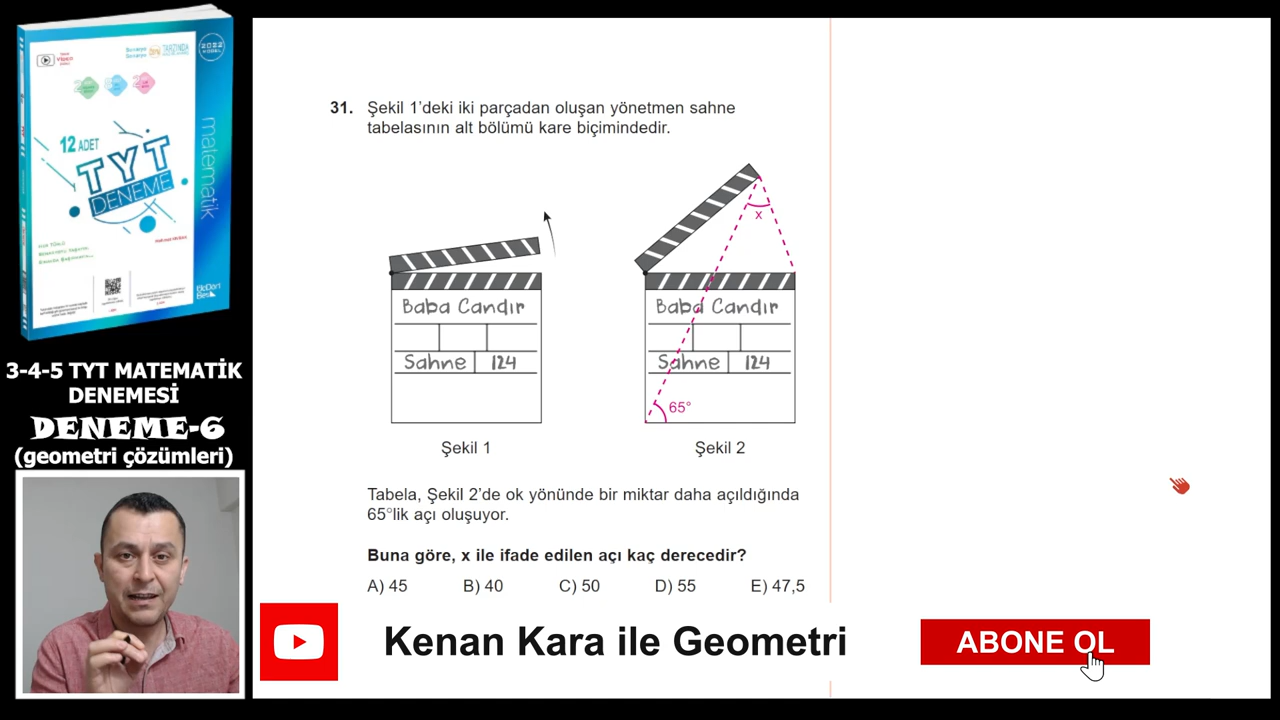 2022
12 ADET
TYT
DENEME
matematik
3-4-5 TYT MATEMATİK
DENEMESİ
DENEME-6
(geometri çözümleri)
31. Şekil 1'deki iki parçadan oluşan yönetmen sahne
tabelasının alt bölümü kare biçimindedir.
x
Baba Candır
Sahne 124
Baba Candır
Sahne 124
65°
Şekil 1
Şekil 2
Tabela, Şekil 2'de ok yönünde bir miktar daha açıldığında
65°lik açı oluşuyor.
Buna göre, x ile ifade edilen açı kaç derecedir?
A) 45 B) 40 C) 50 D) 55 E) 47,5
Kenan Kara ile Geometri
ABONE OL